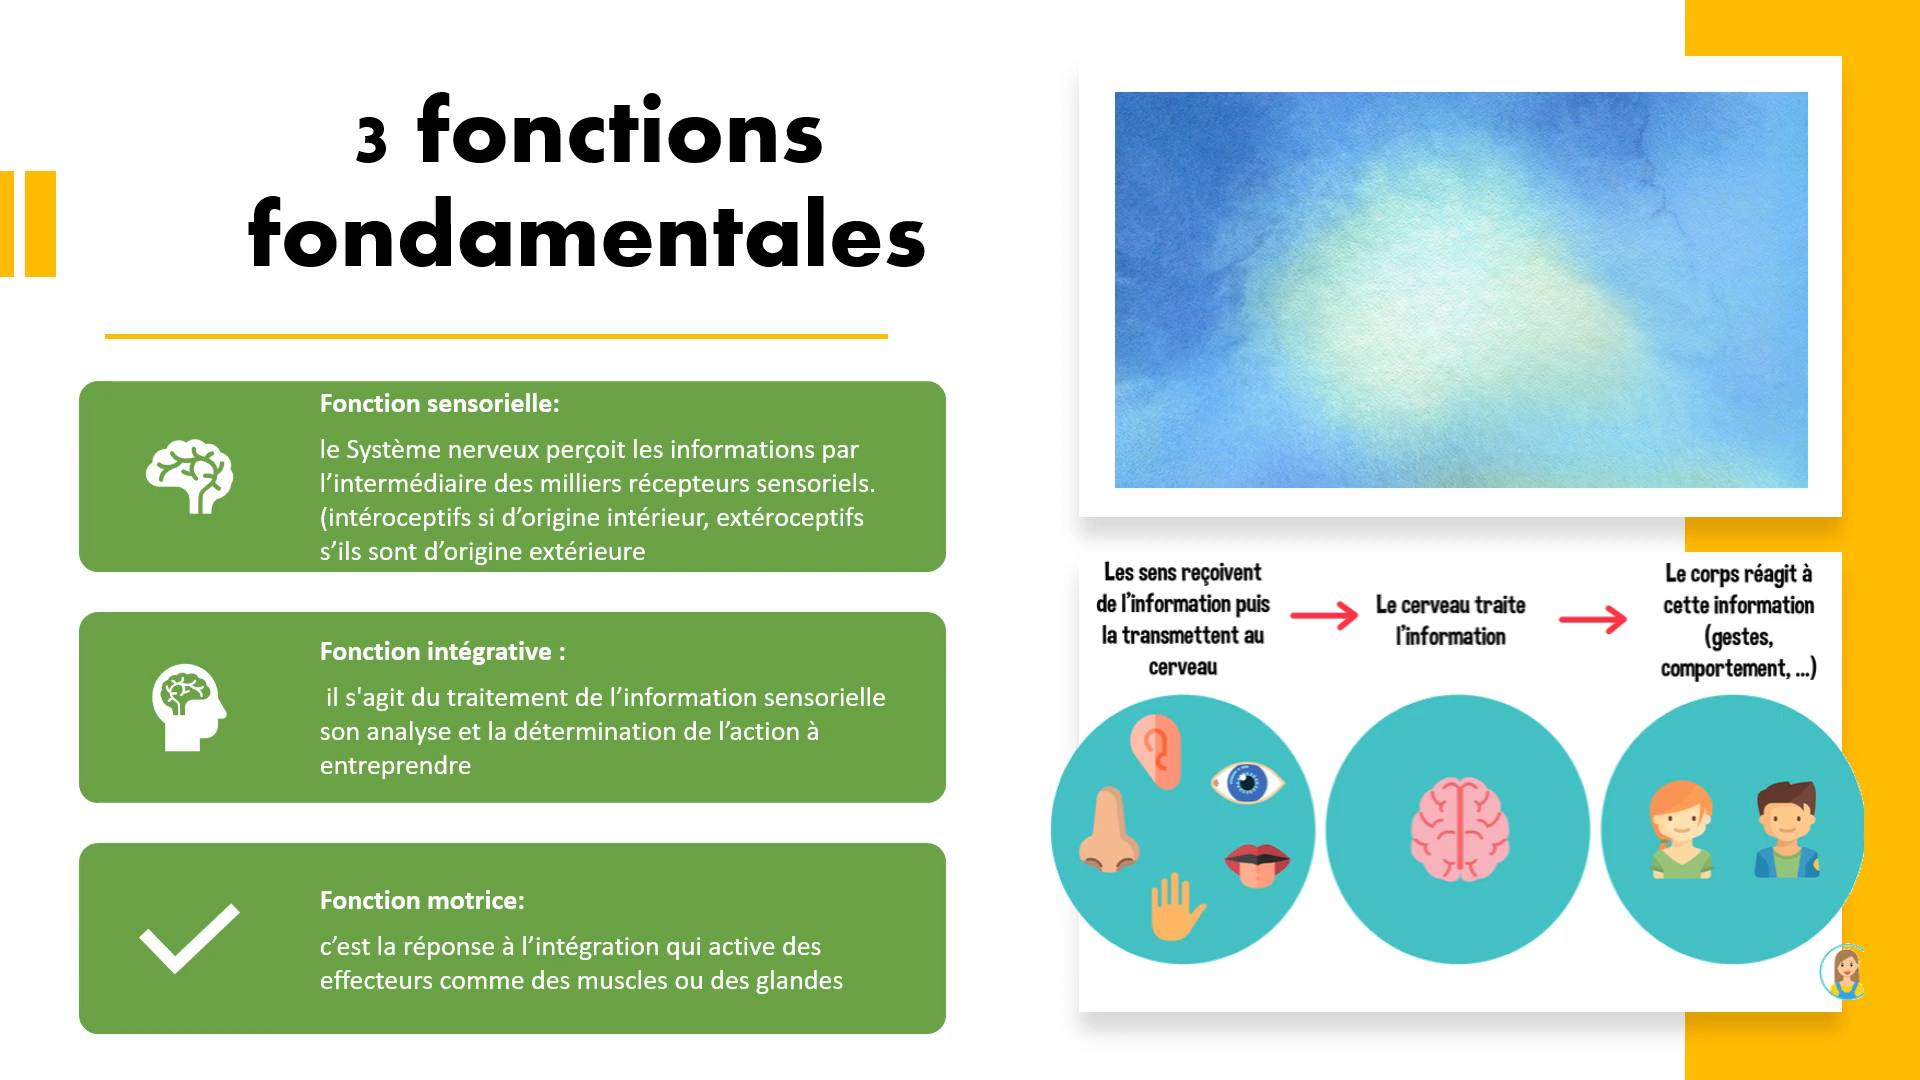 3 fonctions
fondamentales
Fonction sensorielle:
le Système nerveux perçoit les informations par
l’intermédiaire des milliers récepteurs sensoriels.
(intéroceptifs si d’origine intérieur, extéroceptifs
s’ils sont d’origine extérieure
Fonction intégrative :
il s'agit du traitement de l’information sensorielle
son analyse et la détermination de l’action à
entreprendre
Fonction motrice:
c’est la réponse à l’intégration qui active des
effecteurs comme des muscles ou des glandes
Les sens reçoivent
de l’information puis
la transmettent au
cerveau
Le cerveau traite
l’information
Le corps réagit à
cette information
(gestes,
comportement, ...)